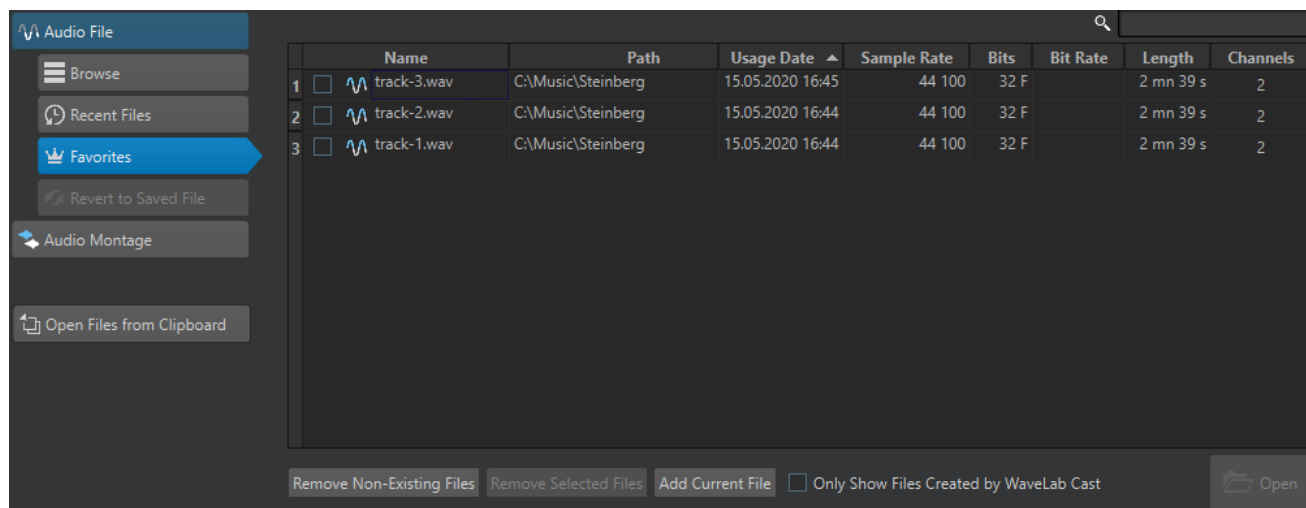 Audio File
Browse
Recent Files
Favorites
Revert to Saved File
Audio Montage
Open Files from Clipboard
Name Path Usage Date Sample Rate Bits Bit Rate Length Channels
1 track-3.wav C:\Music\Steinberg 15.05.2020 16:45 44 100 32 F 2 mn 39 s 2
2 track-2.wav C:\Music\Steinberg 15.05.2020 16:44 44 100 32 F 2 mn 39 s 2
3 track-1.wav C:\Music\Steinberg 15.05.2020 16:44 44 100 32 F 2 mn 39 s 2
Remove Non-Existing Files Remove Selected Files Add Current File Only Show Files Created by WaveLab Cast Open